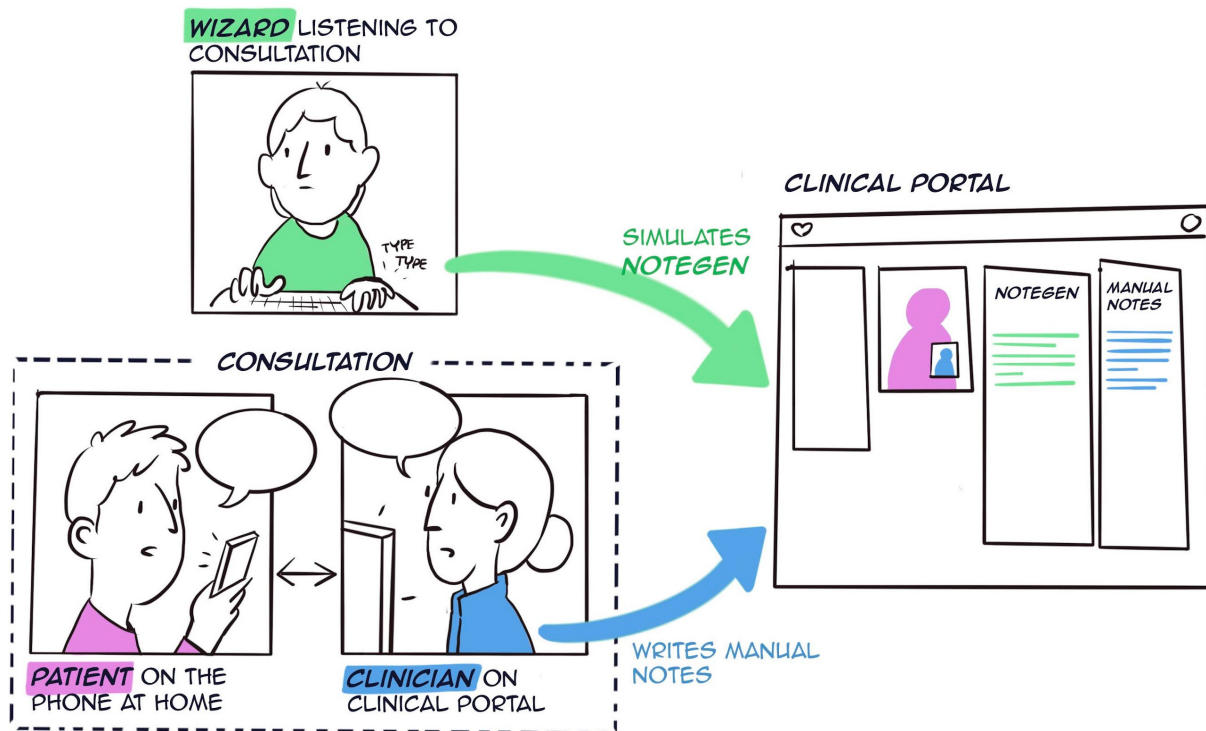 WIZARD LISTENING TO
CONSULTATION
TYPE
TYPE
SIMULATES
NOTEGEN
CLINICAL PORTAL
NOTEGEN
MANUAL
NOTES
CONSULTATION
PATIENT ON THE
PHONE AT HOME
CLINICIAN ON
CLINICAL PORTAL
WRITES MANUAL
NOTES